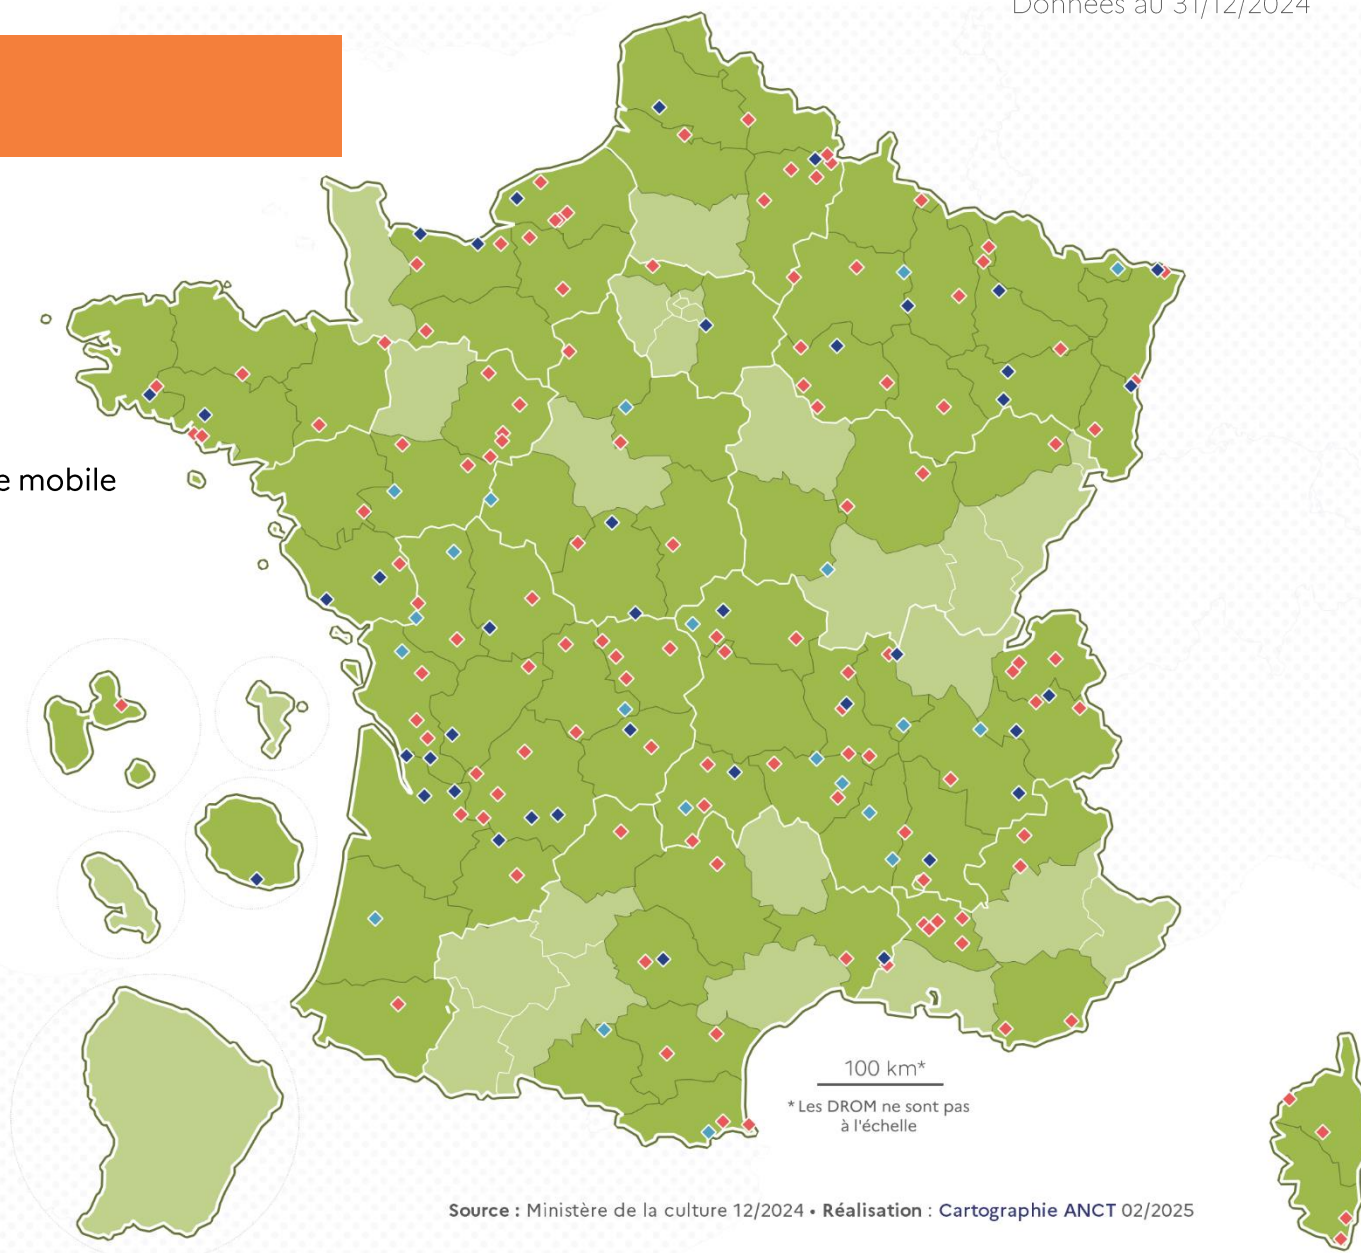 Données au 31/12/2024
e mobile
100 km*
* Les DROM ne sont pas
à l'échelle
Source : Ministère de la culture 12/2024 • Réalisation : Cartographie ANCT 02/2025